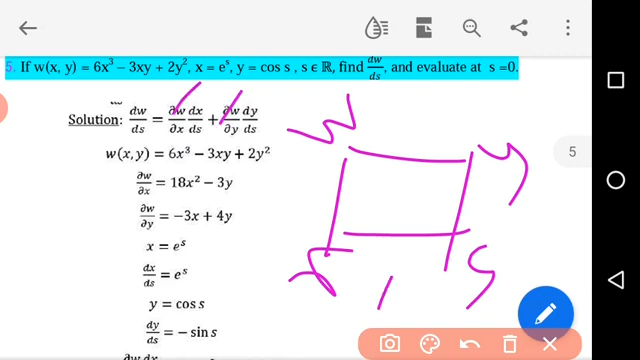 5. If w(x, y) = 6x³ − 3xy + 2y², x = eˢ, y = cos s, s ∈ ℝ, find dw/ds, and evaluate at s =0.
Solution: dw/ds = ∂w/∂x dx/ds + ∂w/∂y dy/ds
w(x, y) = 6x³ − 3xy + 2y²
∂w/∂x = 18x² − 3y
∂w/∂y = −3x + 4y
x = eˢ
dx/ds = eˢ
y = cos s
dy/ds = − sin s
W
y
x
s
5